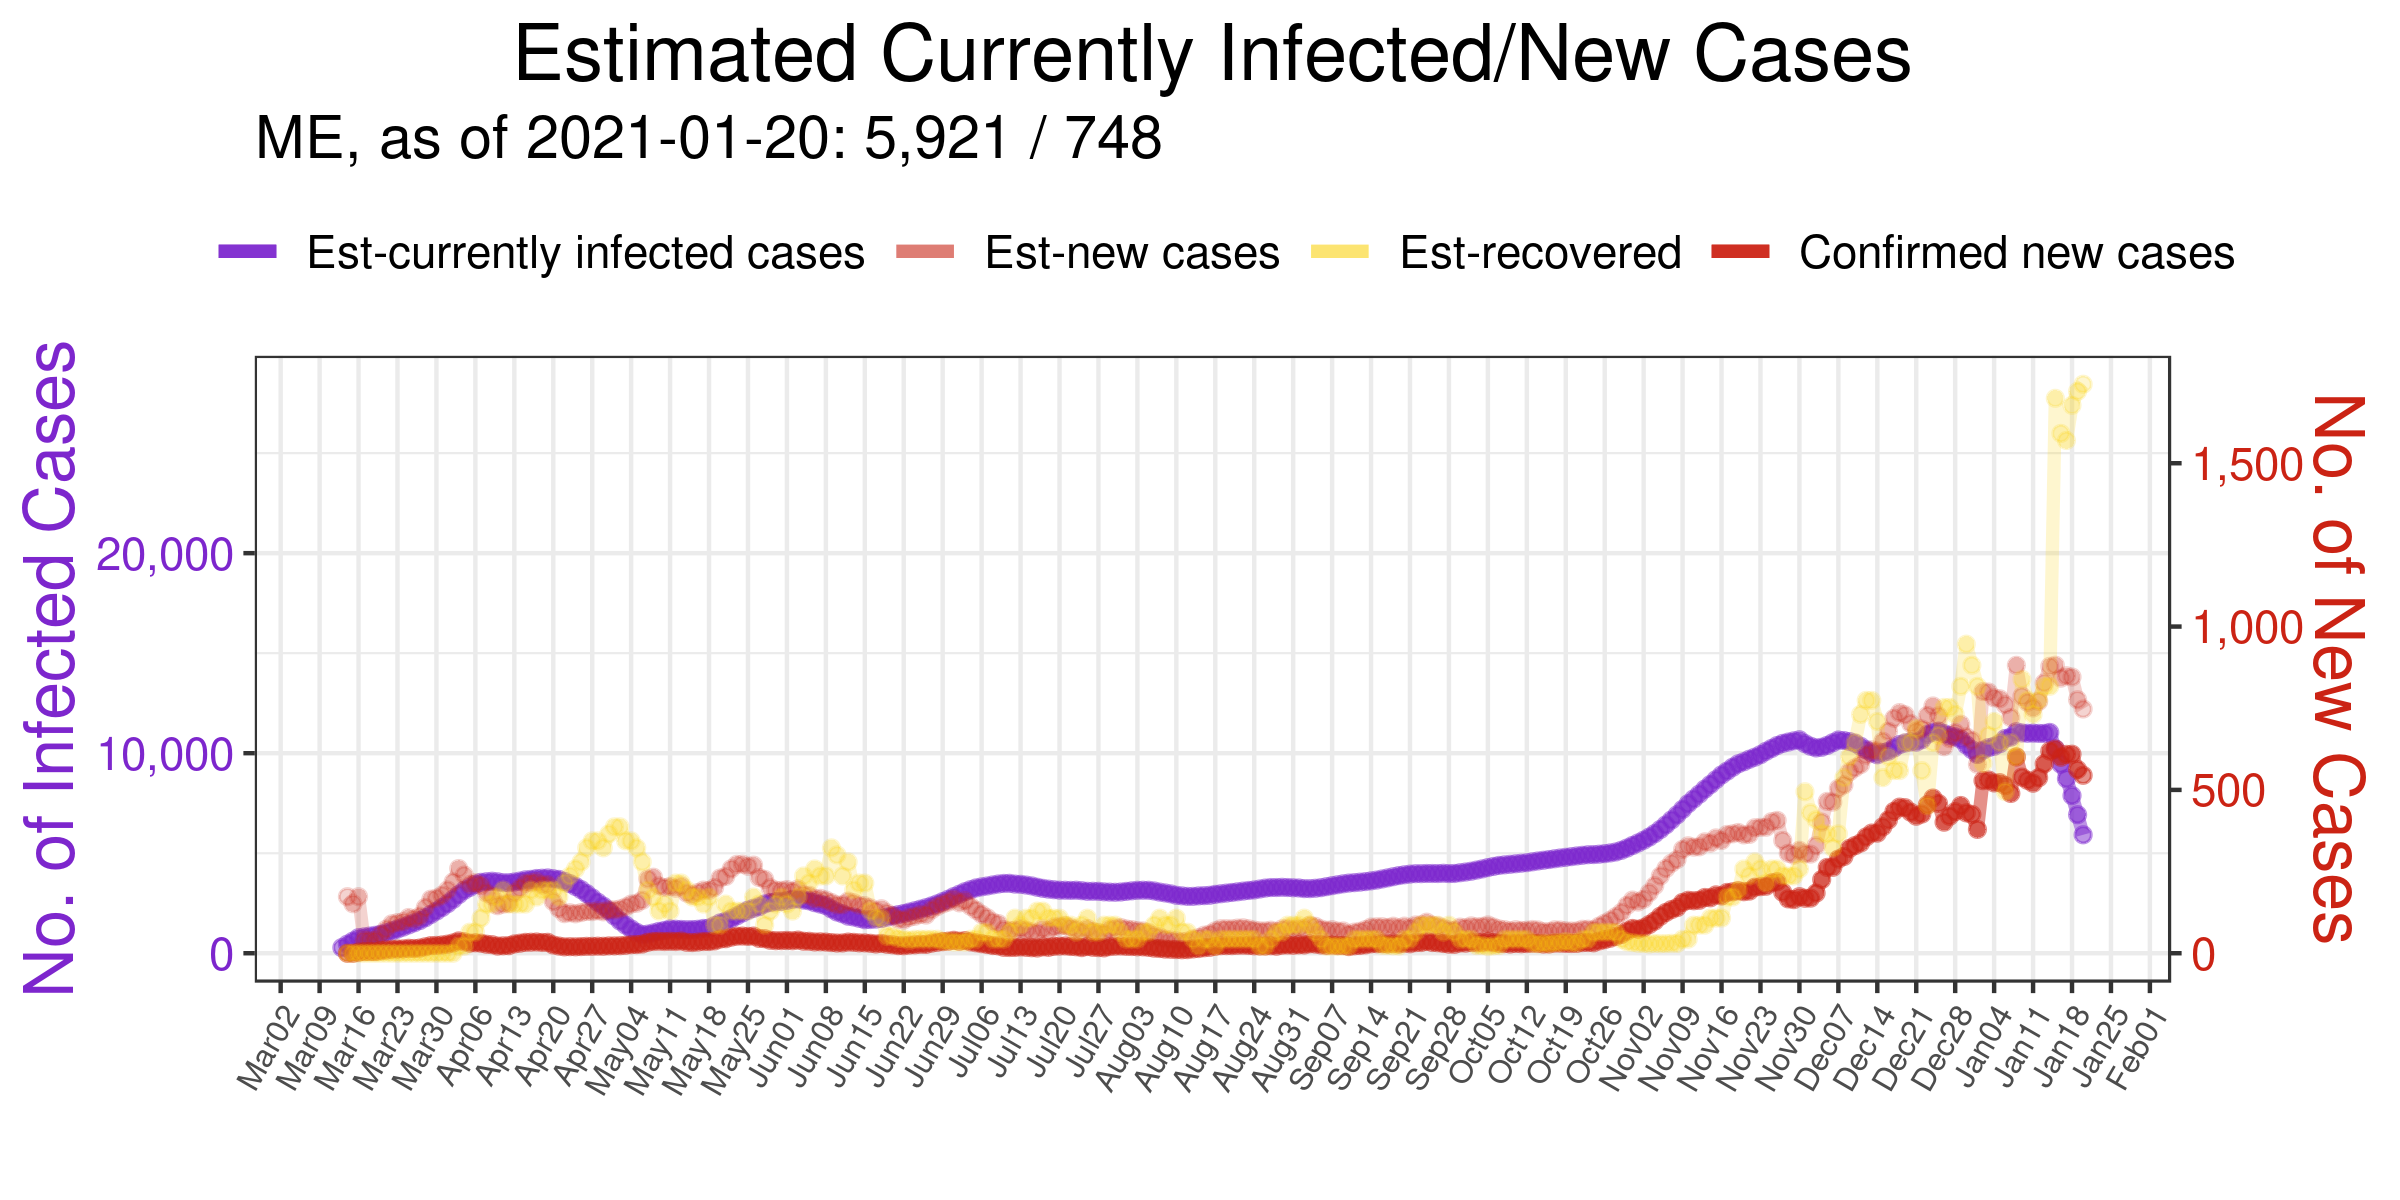 Estimated Currently Infected/New Cases
ME, as of 2021-01-20: 5,921 / 748
Est-currently infected cases Est-new cases Est-recovered Confirmed new cases
No. of Infected Cases
20,000
10,000
0
1,500
1,000
500
0
No. of New Cases
Mar02 Mar09 Mar16 Mar23 Mar30 Apr06 Apr13 Apr20 Apr27 May04 May11 May18 May25 Jun01 Jun08 Jun15 Jun22 Jun29 Jul06 Jul13 Jul20 Jul27 Aug03 Aug10 Aug17 Aug24 Aug31 Sep07 Sep14 Sep21 Sep28 Oct05 Oct12 Oct19 Oct26 Nov02 Nov09 Nov16 Nov23 Nov30 Dec07 Dec14 Dec21 Dec28 Jan04 Jan11 Jan18 Jan25 Feb01